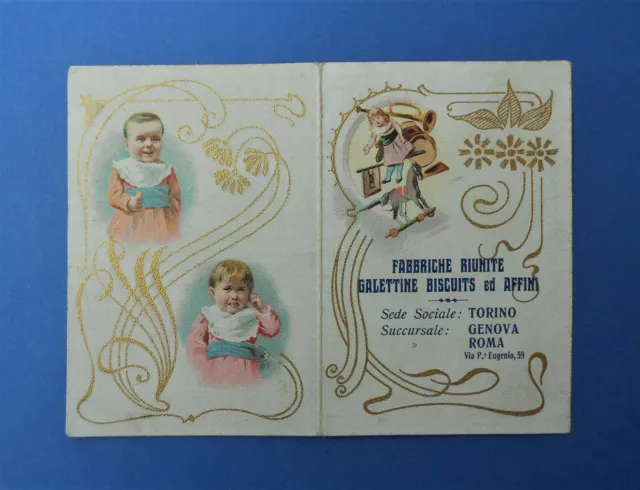 FABBRICHE RIUNITE
GALETTINE BISCUITS ed AFFINI
Sede Sociale: TORINO
Succursale: GENOVA
ROMA
Via P.e Eugenio, 59